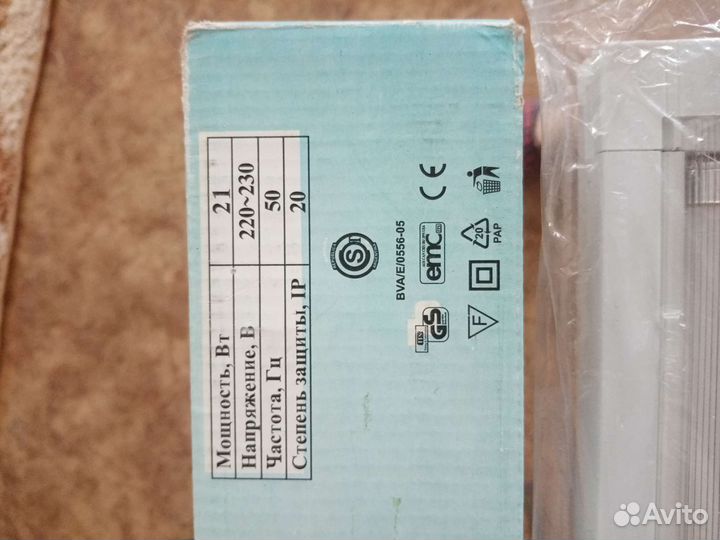 Мощность, Вт 21
Напряжение, В 220~230
Частота, Гц 50
Степень защиты, IP 20
S
BVA/E/0556-05
CE
emc
20
PAP
GS
F
Avito